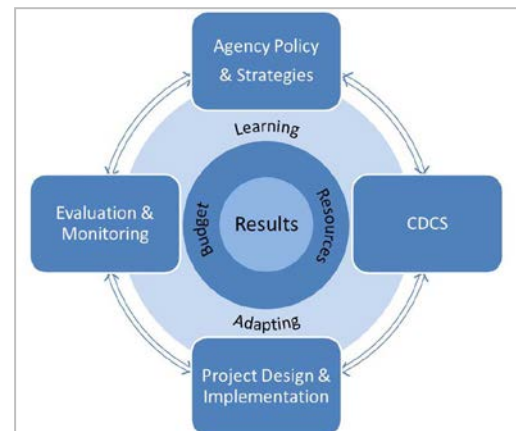 Agency Policy
& Strategies
Learning
Evaluation &
Monitoring
Budget
Results
Resources
CDCS
Adapting
Project Design &
Implementation